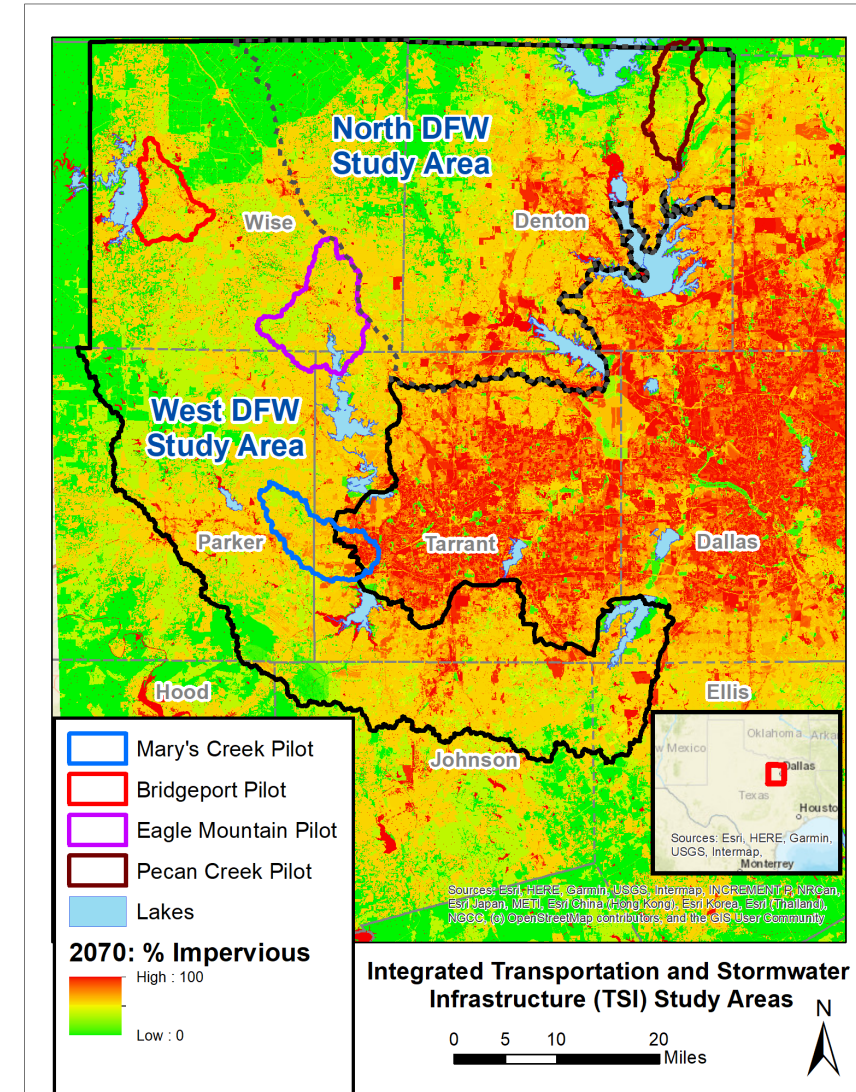 North DFW
Study Area
Wise
Denton
West DFW
Study Area
Parker
Tarrant
Dallas
Hood
Ellis
Johnson
Mary's Creek Pilot
Bridgeport Pilot
Eagle Mountain Pilot
Pecan Creek Pilot
Lakes
2070: % Impervious
High : 100
Low : 0
Oklahoma
Arkan
w Mexico
Dallas
Texas
Housto
Sources: Esri, HERE, Garmin,
USGS, Intermap,
Monterrey
Sources: Esri, HERE, Garmin, USGS, Intermap, INCREMENT P, NRCan,
Esri Japan, METI, Esri China (Hong Kong), Esri Korea, Esri (Thailand),
NGCC, (c) OpenStreetMap contributors, and the GIS User Community
Integrated Transportation and Stormwater
Infrastructure (TSI) Study Areas
N
0 5 10 20
Miles